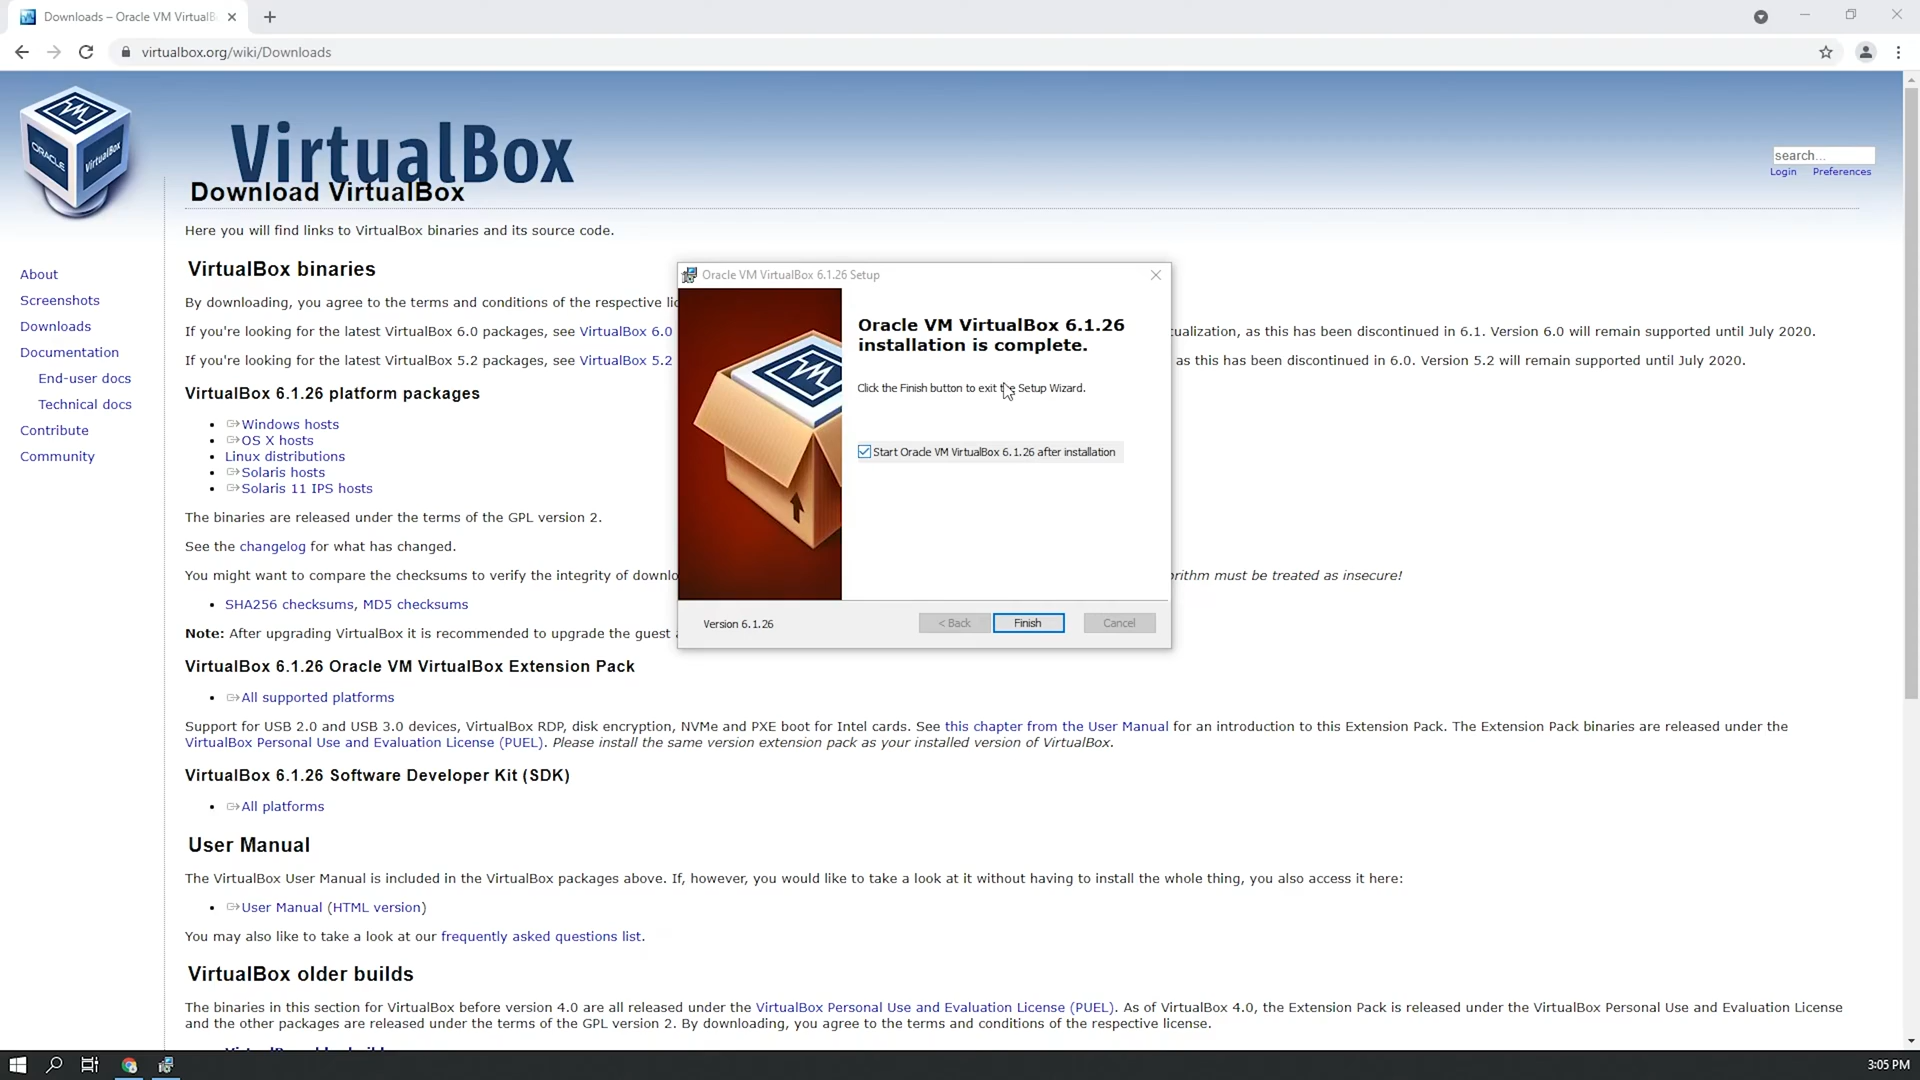 Downloads – Oracle VM VirtualB
virtualbox.org/wiki/Downloads
ORACLE
VirtualBox
VirtualBox
search...
Login Preferences
Download VirtualBox
Here you will find links to VirtualBox binaries and its source code.
About
Screenshots
Downloads
Documentation
End-user docs
Technical docs
Contribute
Community
VirtualBox binaries
By downloading, you agree to the terms and conditions of the respective lic
If you're looking for the latest VirtualBox 6.0 packages, see VirtualBox 6.0 ualization, as this has been discontinued in 6.1. Version 6.0 will remain supported until July 2020.
If you're looking for the latest VirtualBox 5.2 packages, see VirtualBox 5.2 as this has been discontinued in 6.0. Version 5.2 will remain supported until July 2020.
VirtualBox 6.1.26 platform packages
Windows hosts
OS X hosts
Linux distributions
Solaris hosts
Solaris 11 IPS hosts
The binaries are released under the terms of the GPL version 2.
See the changelog for what has changed.
You might want to compare the checksums to verify the integrity of downlo rithm must be treated as insecure!
SHA256 checksums, MD5 checksums
Note: After upgrading VirtualBox it is recommended to upgrade the guest
Oracle VM VirtualBox 6.1.26 Setup
Oracle VM VirtualBox 6.1.26
installation is complete.
Click the Finish button to exit the Setup Wizard.
Start Oracle VM VirtualBox 6.1.26 after installation
Version 6.1.26
< Back Finish Cancel
VirtualBox 6.1.26 Oracle VM VirtualBox Extension Pack
All supported platforms
Support for USB 2.0 and USB 3.0 devices, VirtualBox RDP, disk encryption, NVMe and PXE boot for Intel cards. See this chapter from the User Manual for an introduction to this Extension Pack. The Extension Pack binaries are released under the
VirtualBox Personal Use and Evaluation License (PUEL). Please install the same version extension pack as your installed version of VirtualBox.
VirtualBox 6.1.26 Software Developer Kit (SDK)
All platforms
User Manual
The VirtualBox User Manual is included in the VirtualBox packages above. If, however, you would like to take a look at it without having to install the whole thing, you also access it here:
User Manual (HTML version)
You may also like to take a look at our frequently asked questions list.
VirtualBox older builds
The binaries in this section for VirtualBox before version 4.0 are all released under the VirtualBox Personal Use and Evaluation License (PUEL). As of VirtualBox 4.0, the Extension Pack is released under the VirtualBox Personal Use and Evaluation License
and the other packages are released under the terms of the GPL version 2. By downloading, you agree to the terms and conditions of the respective license.
3:05 PM